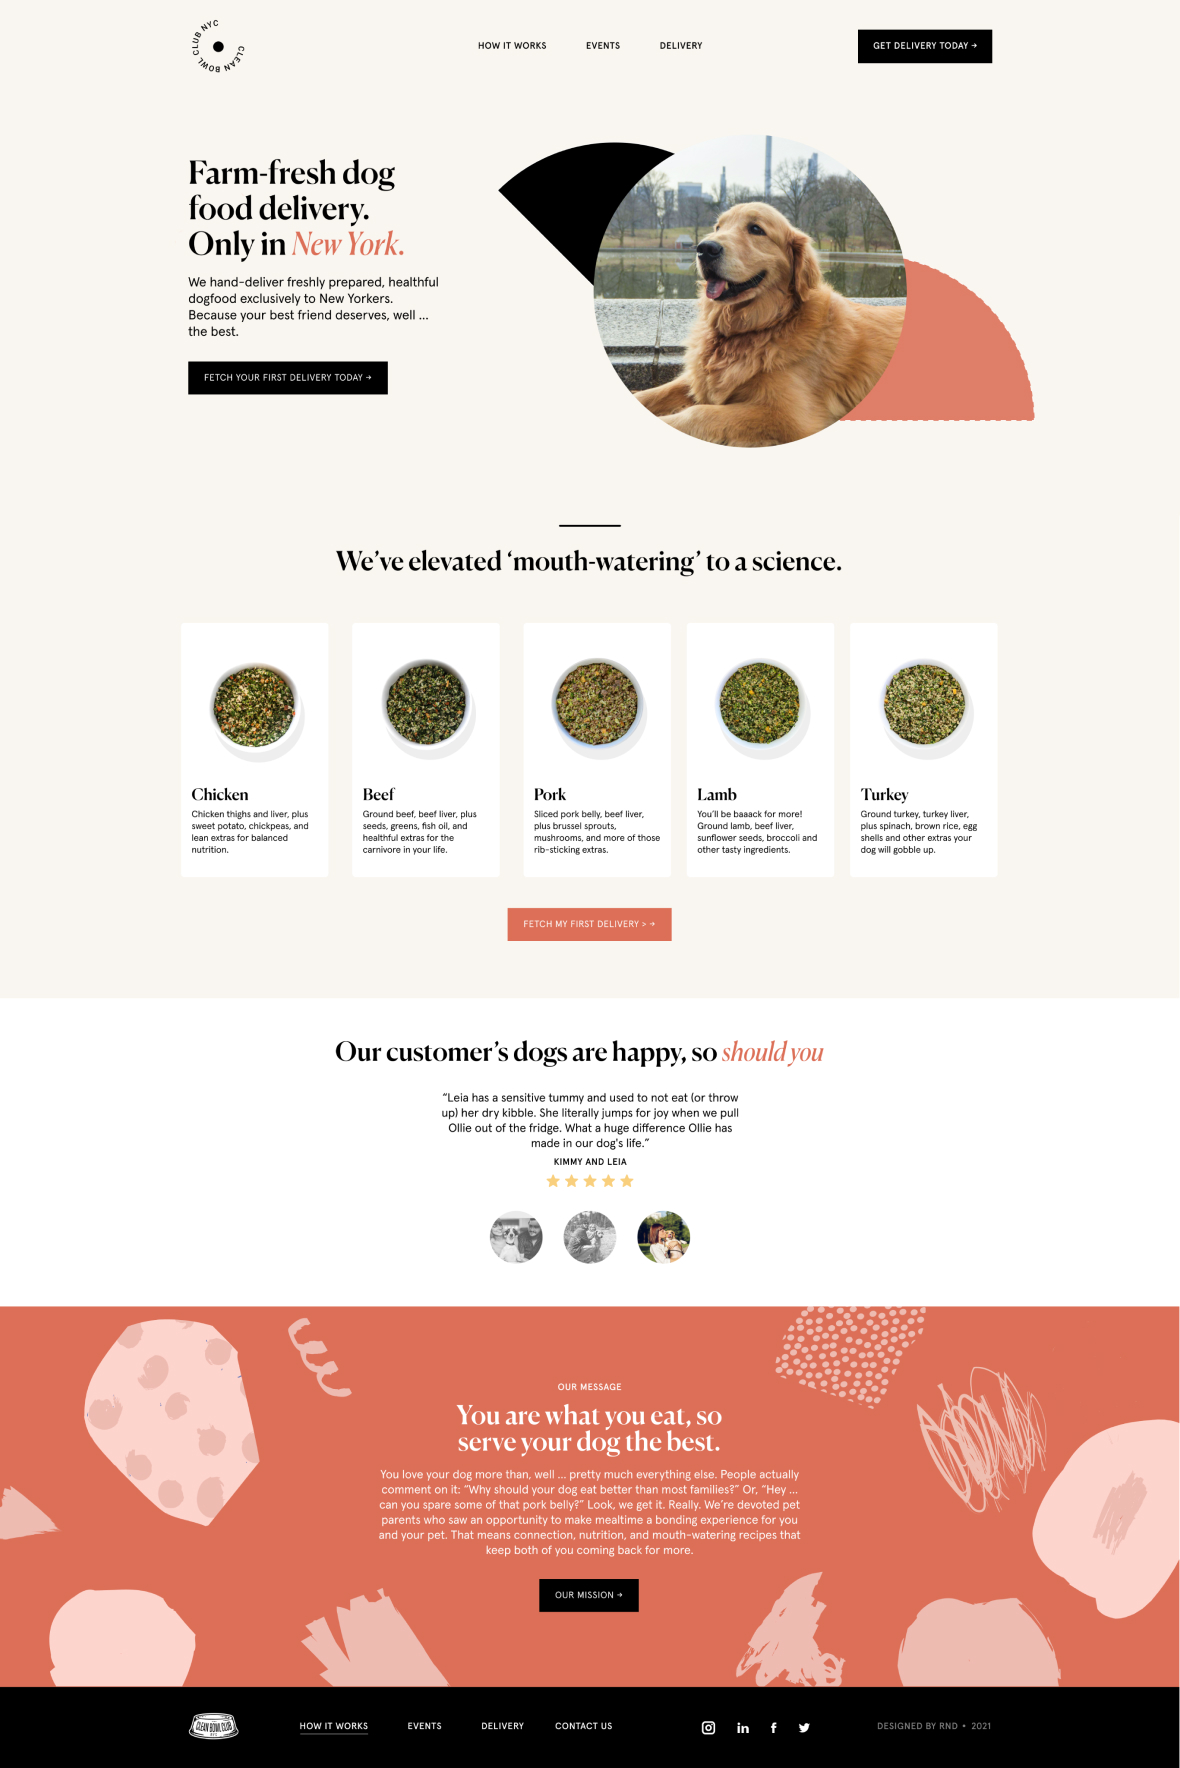 CLEAN BOWL CLUB NYC
HOW IT WORKS
EVENTS
DELIVERY
GET DELIVERY TODAY →
Farm-fresh dog
food delivery.
Only in New York.
We hand-deliver freshly prepared, healthful
dogfood exclusively to New Yorkers.
Because your best friend deserves, well ...
the best.
FETCH YOUR FIRST DELIVERY TODAY →
We’ve elevated ‘mouth-watering’ to a science.
Chicken
Chicken thighs and liver, plus
sweet potato, chickpeas, and
lean extras for balanced
nutrition.
Beef
Ground beef, beef liver, plus
seeds, greens, fish oil, and
healthful extras for the
carnivore in your life.
Pork
Sliced pork belly, beef liver,
plus brussel sprouts,
mushrooms, and more of those
rib-sticking extras.
Lamb
You’ll be baaack for more!
Ground lamb, beef liver,
sunflower seeds, broccoli and
other tasty ingredients.
Turkey
Ground turkey, turkey liver,
plus spinach, brown rice, egg
shells and other extras your
dog will gobble up.
FETCH MY FIRST DELIVERY > →
Our customer’s dogs are happy, so should you
“Leia has a sensitive tummy and used to not eat (or throw
up) her dry kibble. She literally jumps for joy when we pull
Ollie out of the fridge. What a huge difference Ollie has
made in our dog's life.”
KIMMY AND LEIA
OUR MESSAGE
You are what you eat, so
serve your dog the best.
You love your dog more than, well ... pretty much everything else. People actually
comment on it: “Why should your dog eat better than most families?” Or, “Hey ...
can you spare some of that pork belly?” Look, we get it. Really. We’re devoted pet
parents who saw an opportunity to make mealtime a bonding experience for you
and your pet. That means connection, nutrition, and mouth-watering recipes that
keep both of you coming back for more.
OUR MISSION →
CLEAN BOWL CLUB
NYC
HOW IT WORKS
EVENTS
DELIVERY
CONTACT US
DESIGNED BY RND • 2021